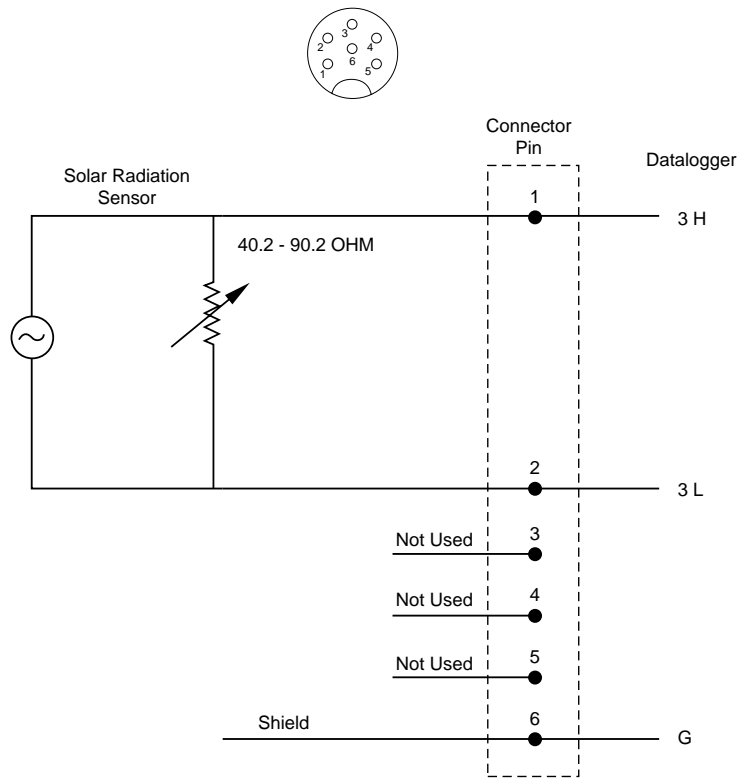 3
2
4
6
1
5
Connector
Pin
Datalogger
Solar Radiation
Sensor
1
3 H
40.2 - 90.2 OHM
2
3 L
Not Used
3
Not Used
4
Not Used
5
Shield
6
G